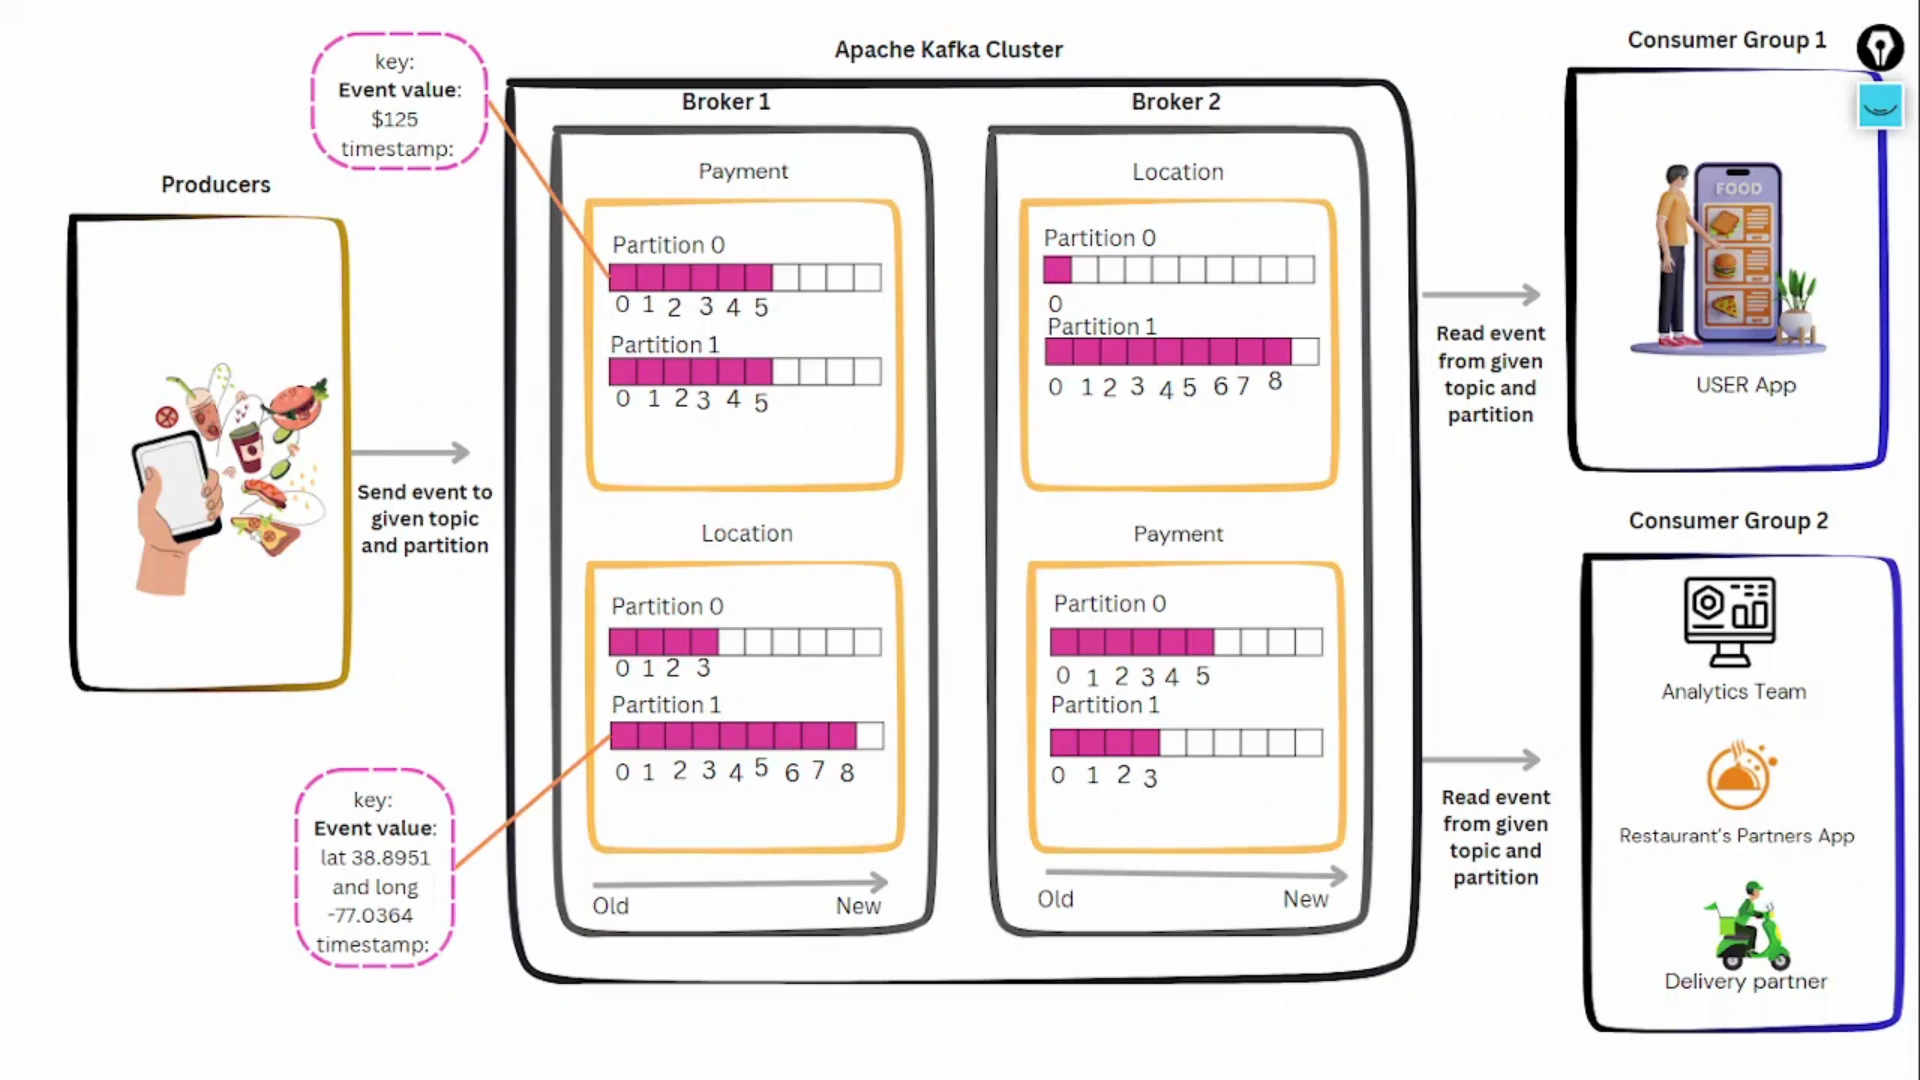 Apache Kafka Cluster
Consumer Group 1
key:
Event value:
$125
timestamp:
Broker 1
Broker 2
Producers
Payment
Partition 0
0 1 2 3 4 5
Partition 1
0 1 2 3 4 5
Location
Partition 0
0
Partition 1
0 1 2 3 4 5 6 7 8
FOOD
USER App
Read event
from given
topic and
partition
Send event to
given topic
and partition
Location
Partition 0
0 1 2 3
Partition 1
0 1 2 3 4 5 6 7 8
Old
New
Payment
Partition 0
0 1 2 3 4 5
Partition 1
0 1 2 3
Old
New
key:
Event value:
lat 38.8951
and long
-77.0364
timestamp:
Read event
from given
topic and
partition
Consumer Group 2
Analytics Team
Restaurant's Partners App
Delivery partner